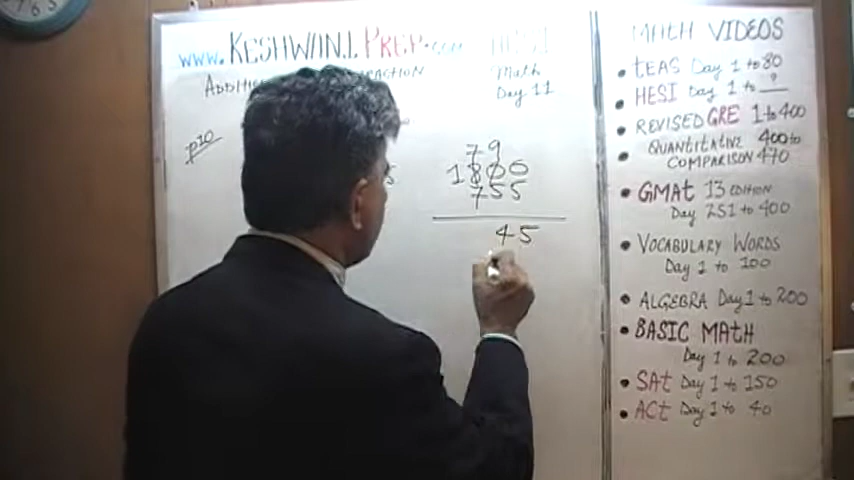 www.KESHWANI PREP.com HESI
Math
Day 11
p20
79
1800
755
45
MATH VIDEOS
• TEAS Day 1 to 80
• HESI Day 1 to 9
• REVISED GRE 1 to 400
• QUANTITATIVE 400 to
COMPARISON 470
• GMAT 13 EDITION
Day 251 to 400
• VOCABULARY WORDS
Day 1 to 100
• ALGEBRA Day 1 to 200
• BASIC MATH
Day 1 to 200
• SAT Day 1 to 150
• ACT Day 1 to 40